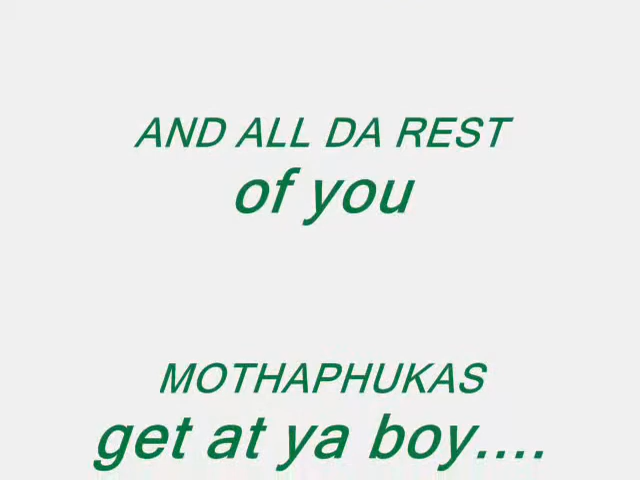 AND ALL DA REST
of you
MOTHAPHUKAS
get at ya boy....